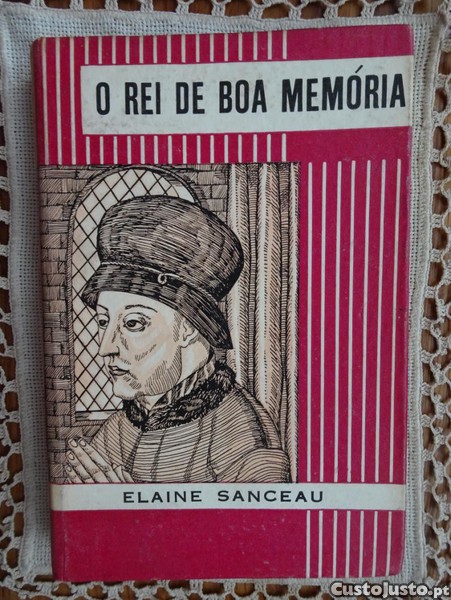 O REI DE BOA MEMÓRIA
ELAINE SANCEAU
CustoJusto.pt